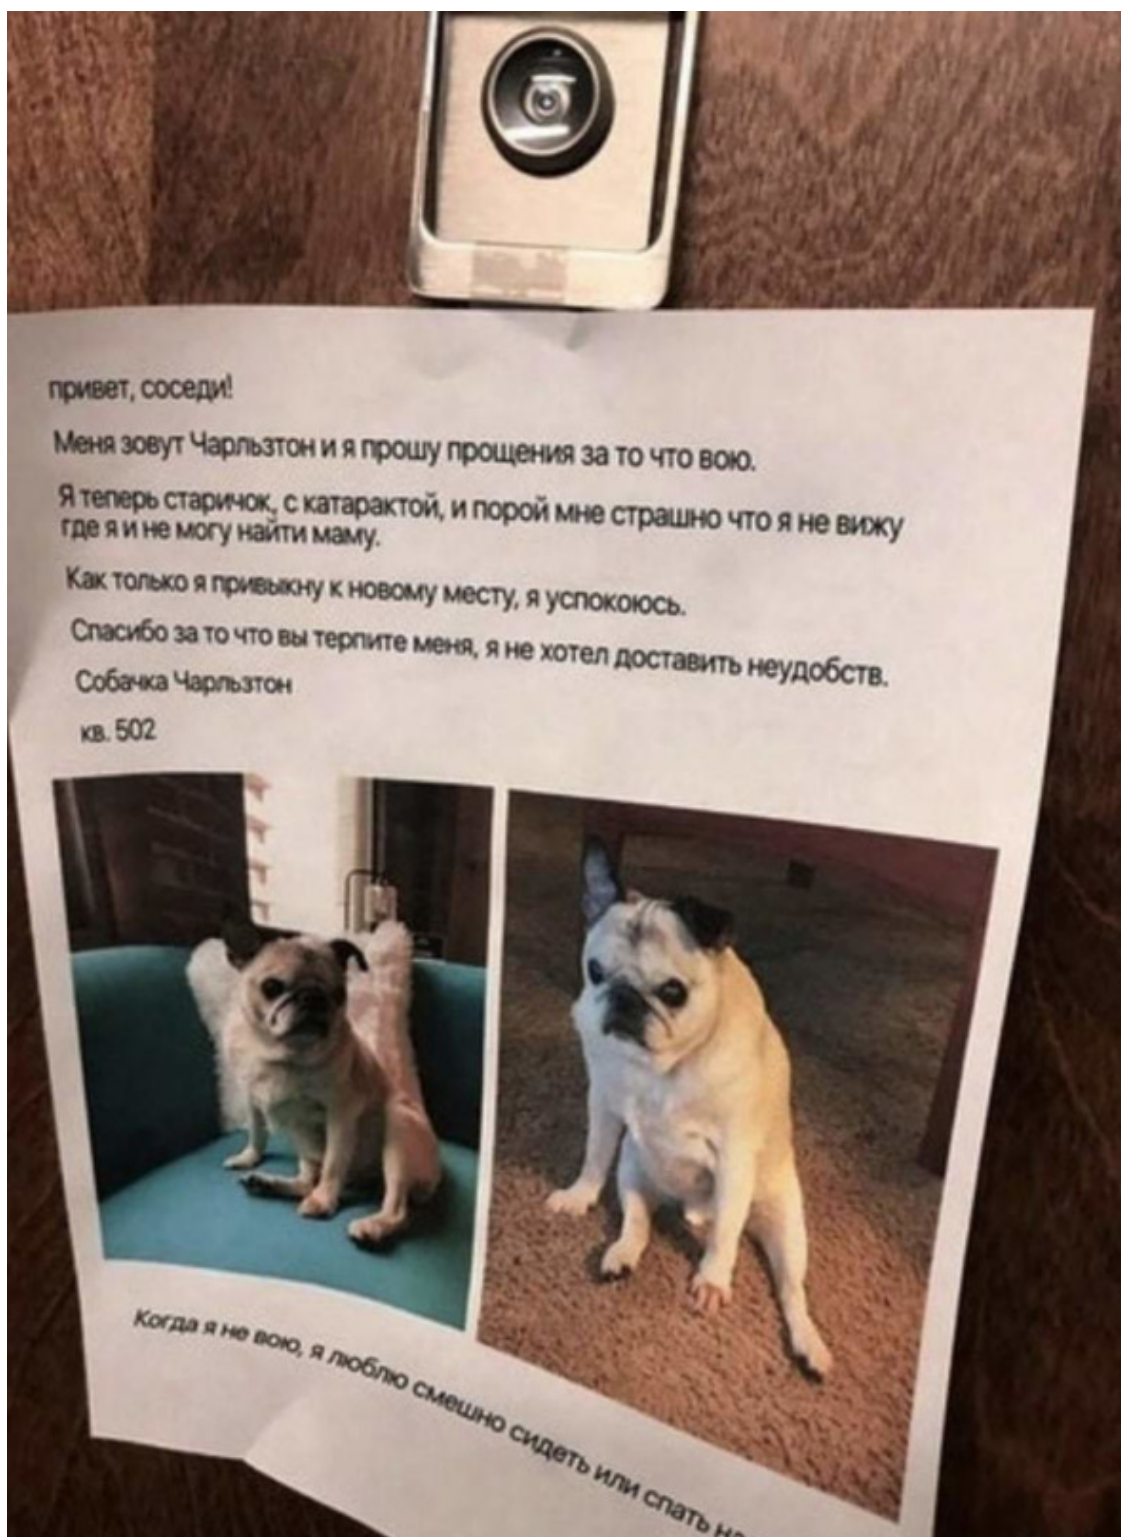 привет, соседи!
Меня зовут Чарльзтон и я прошу прощения за то что вою.
Я теперь старичок, с катарактой, и порой мне страшно что я не вижу
где я и не могу найти маму.
Как только я привыкну к новому месту, я успокоюсь.
Спасибо за то что вы терпите меня, я не хотел доставить неудобств.
Собачка Чарльзтон
кв. 502
Когда я не вою, я люблю смешно сидеть или спать на